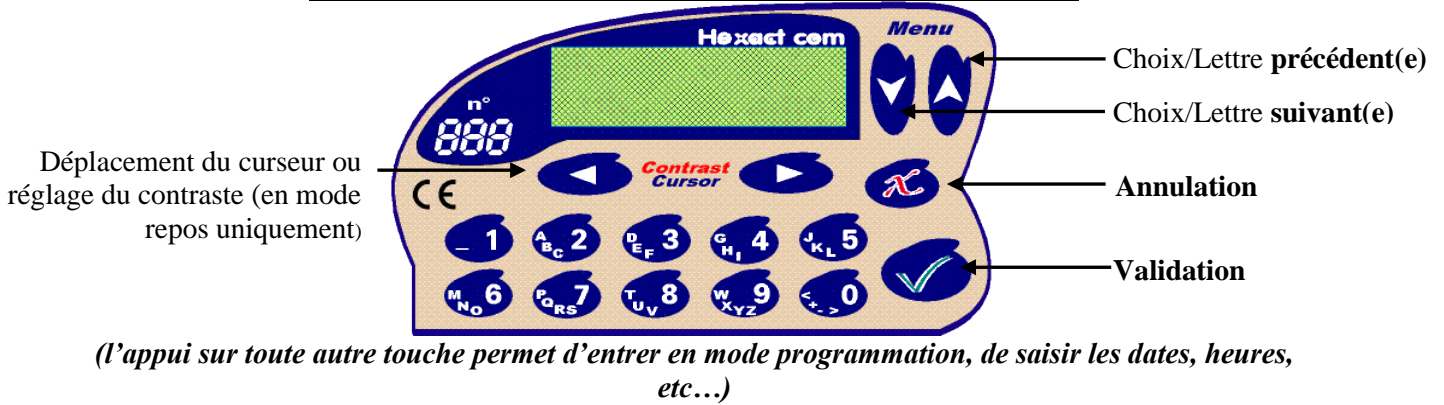 Hexact com
Menu
Choix/Lettre précédent(e)
Choix/Lettre suivant(e)
n°
888
Déplacement du curseur ou
réglage du contraste (en mode
repos uniquement)
Contrast
Cursor
CE
X
Annulation
_ 1
ABC 2
DEF 3
GHI 4
JKL 5
Validation
MNO 6
PQRS 7
TUV 8
WXYZ 9
<+-> 0
(l’appui sur toute autre touche permet d’entrer en mode programmation, de saisir les dates, heures,
etc…)